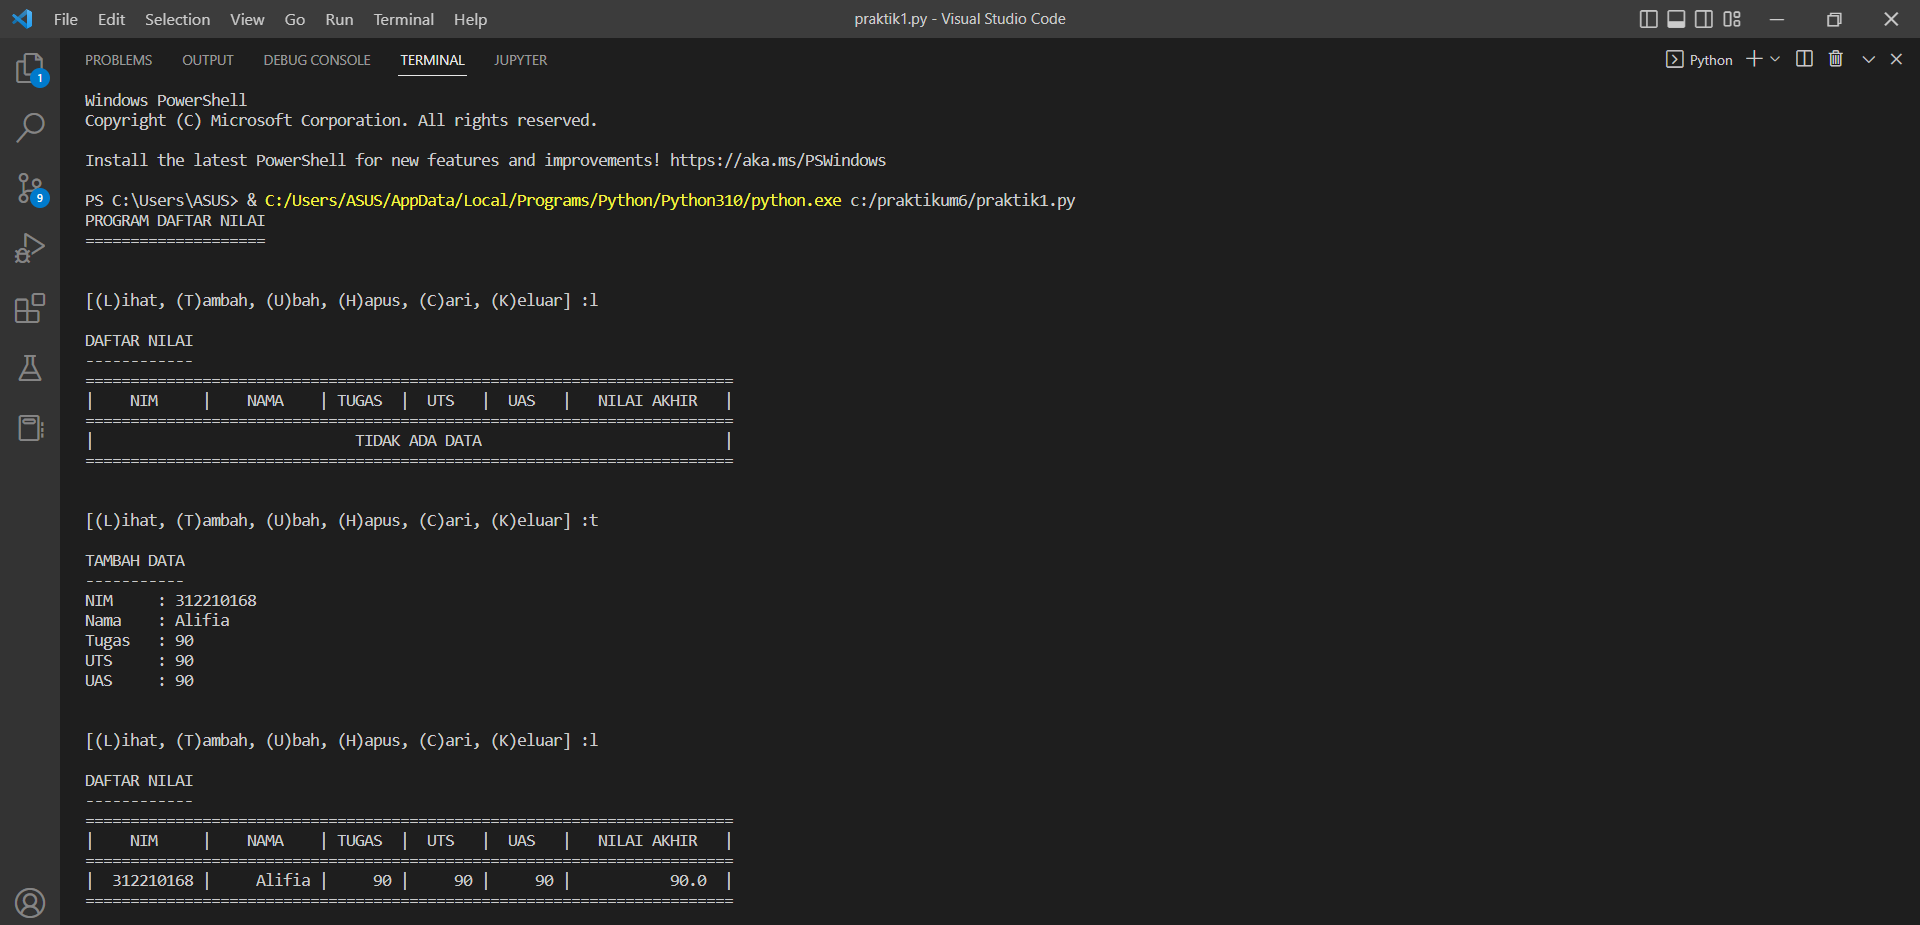 File Edit Selection View Go Run Terminal Help praktik1.py - Visual Studio Code
PROBLEMS OUTPUT DEBUG CONSOLE TERMINAL JUPYTER Python
1
9
Windows PowerShell
Copyright (C) Microsoft Corporation. All rights reserved.
Install the latest PowerShell for new features and improvements! https://aka.ms/PSWindows
PS C:\Users\ASUS> & C:/Users/ASUS/AppData/Local/Programs/Python/Python310/python.exe c:/praktikum6/praktik1.py
PROGRAM DAFTAR NILAI
====================
[(L)ihat, (T)ambah, (U)bah, (H)apus, (C)ari, (K)eluar] :l
DAFTAR NILAI
------------
========================================================================
|    NIM     |    NAMA    | TUGAS  |  UTS   |  UAS   |   NILAI AKHIR   |
========================================================================
|                             TIDAK ADA DATA                           |
========================================================================
[(L)ihat, (T)ambah, (U)bah, (H)apus, (C)ari, (K)eluar] :t
TAMBAH DATA
-----------
NIM     : 312210168
Nama    : Alifia
Tugas   : 90
UTS     : 90
UAS     : 90
[(L)ihat, (T)ambah, (U)bah, (H)apus, (C)ari, (K)eluar] :l
DAFTAR NILAI
------------
========================================================================
|    NIM     |    NAMA    | TUGAS  |  UTS   |  UAS   |   NILAI AKHIR   |
========================================================================
|  312210168 |     Alifia |     90 |     90 |     90 |           90.0  |
========================================================================